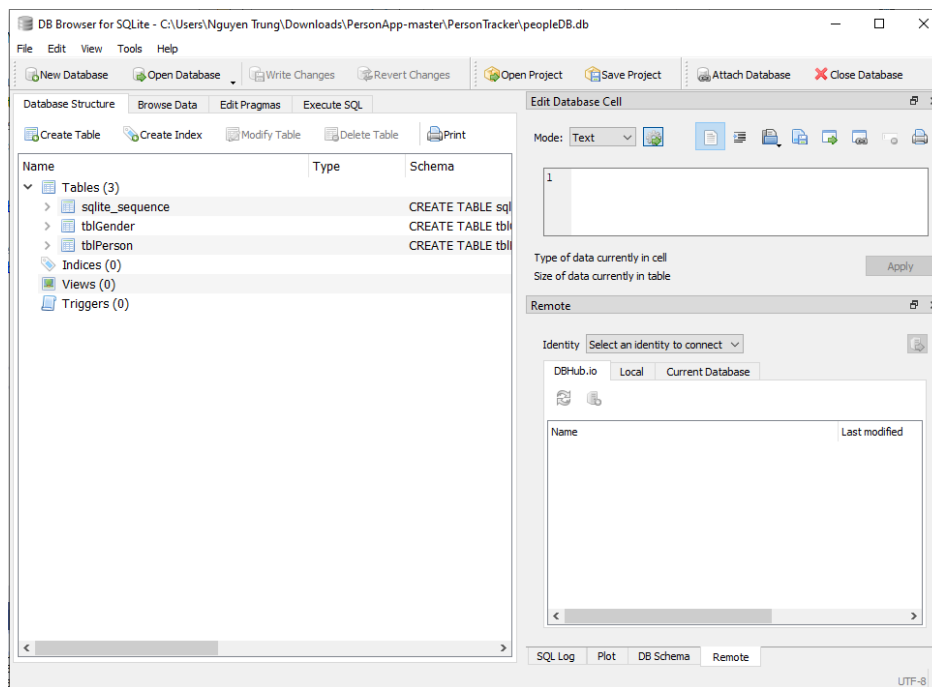 DB Browser for SQLite - C:\Users\Nguyen Trung\Downloads\PersonApp-master\PersonTracker\peopleDB.db
File Edit View Tools Help
New Database Open Database Write Changes Revert Changes Open Project Save Project Attach Database Close Database
Database Structure Browse Data Edit Pragmas Execute SQL
Create Table Create Index Modify Table Delete Table Print
Name Type Schema
Tables (3)
sqlite_sequence CREATE TABLE sql
tblGender CREATE TABLE tbl
tblPerson CREATE TABLE tbl
Indices (0)
Views (0)
Triggers (0)
Edit Database Cell
Mode: Text
1
Type of data currently in cell
Size of data currently in table
Apply
Remote
Identity Select an identity to connect
DBHub.io Local Current Database
Name Last modified
SQL Log Plot DB Schema Remote
UTF-8